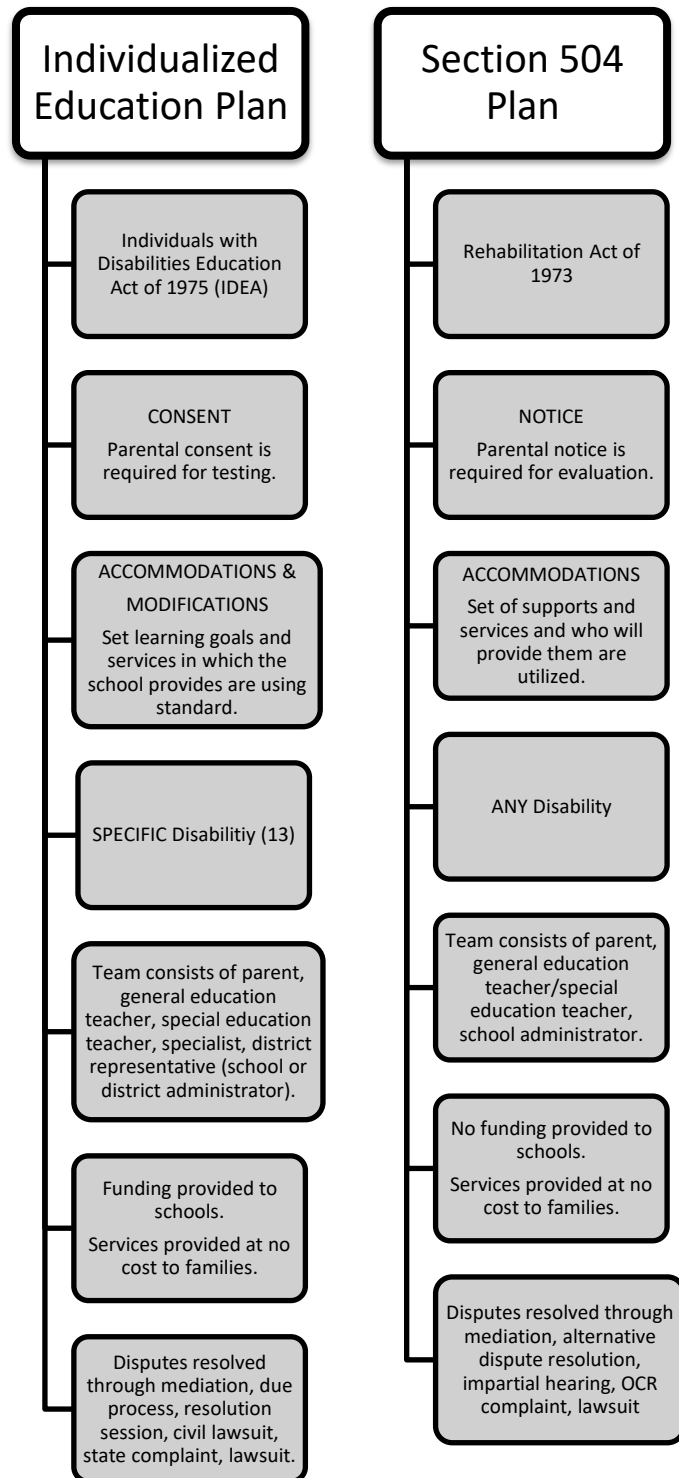 Individualized
Education Plan
Individuals with
Disabilities Education
Act of 1975 (IDEA)
CONSENT
Parental consent is
required for testing.
ACCOMMODATIONS &
MODIFICATIONS
Set learning goals and
services in which the
school provides are using
standard.
SPECIFIC Disabilitiy (13)
Team consists of parent,
general education
teacher, special education
teacher, specialist, district
representative (school or
district administrator).
Funding provided to
schools.
Services provided at no
cost to families.
Disputes resolved
through mediation, due
process, resolution
session, civil lawsuit,
state complaint, lawsuit.
Section 504
Plan
Rehabilitation Act of
1973
NOTICE
Parental notice is
required for evaluation.
ACCOMMODATIONS
Set of supports and
services and who will
provide them are
utilized.
ANY Disability
Team consists of parent,
general education
teacher/special
education teacher,
school administrator.
No funding provided to
schools.
Services provided at no
cost to families.
Disputes resolved through
mediation, alternative
dispute resolution,
impartial hearing, OCR
complaint, lawsuit